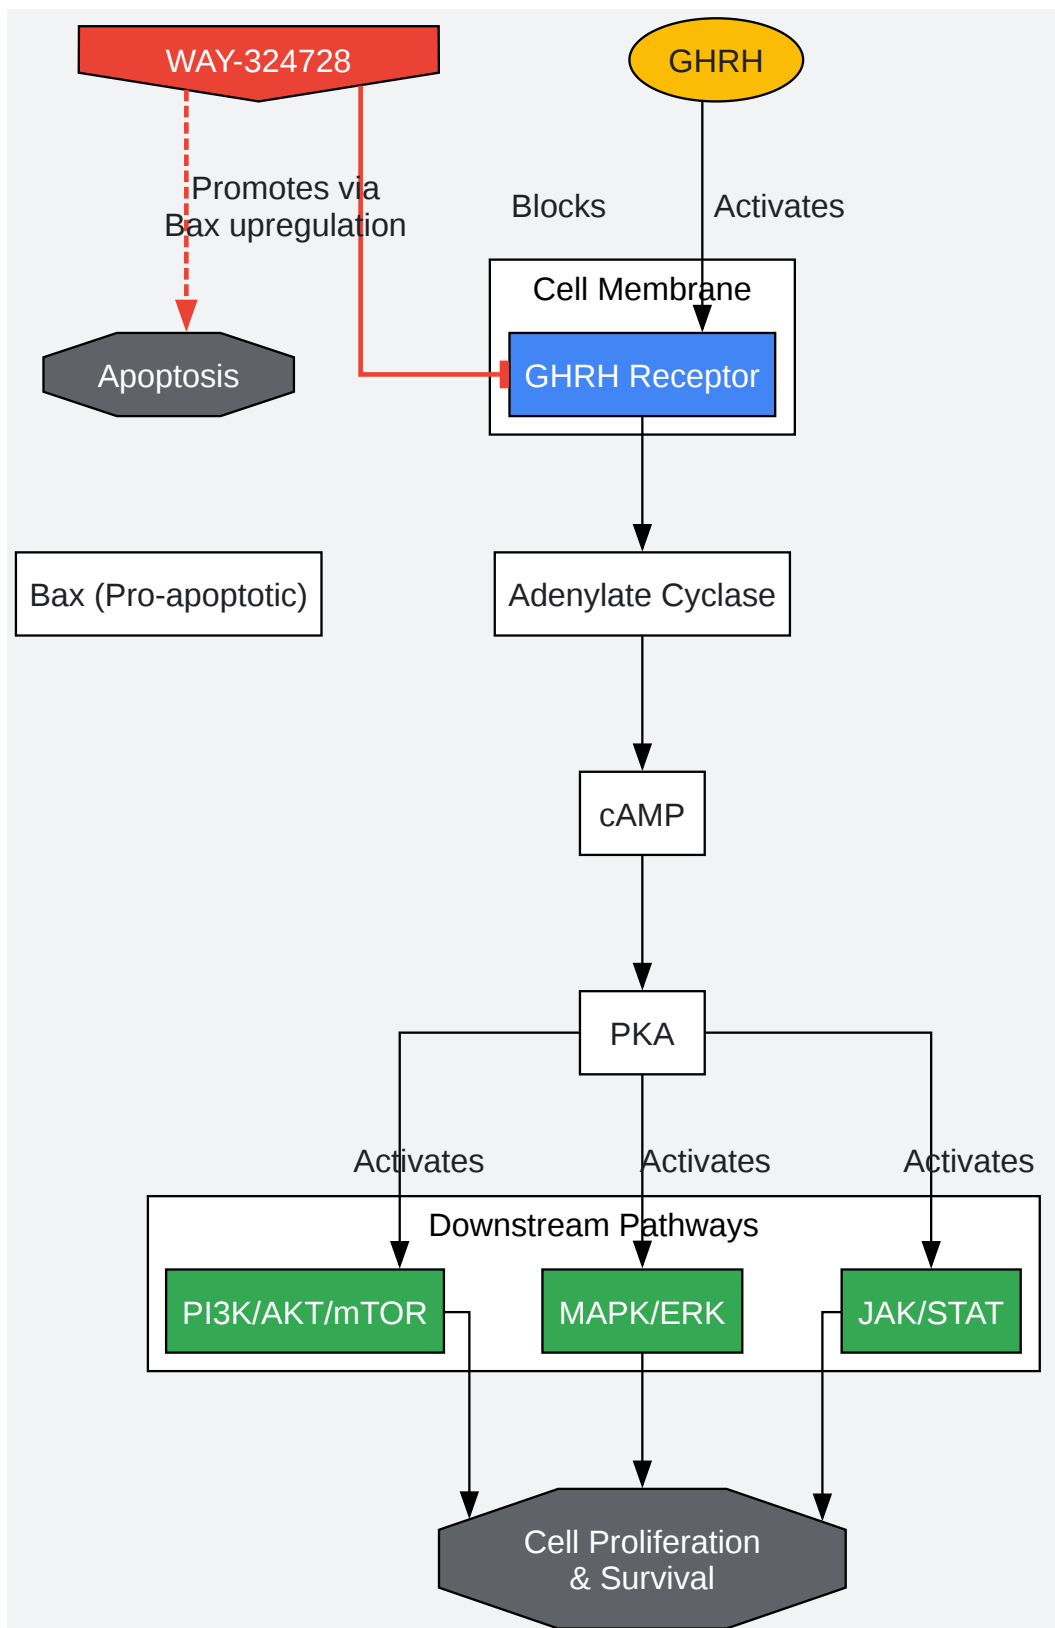 WAY-324728
GHRH
Promotes via
Bax upregulation
Blocks
Activates
Cell Membrane
Apoptosis
GHRH Receptor
Bax (Pro-apoptotic)
Adenylate Cyclase
cAMP
PKA
Activates
Activates
Activates
Downstream Pathways
PI3K/AKT/mTOR
MAPK/ERK
JAK/STAT
Cell Proliferation
& Survival